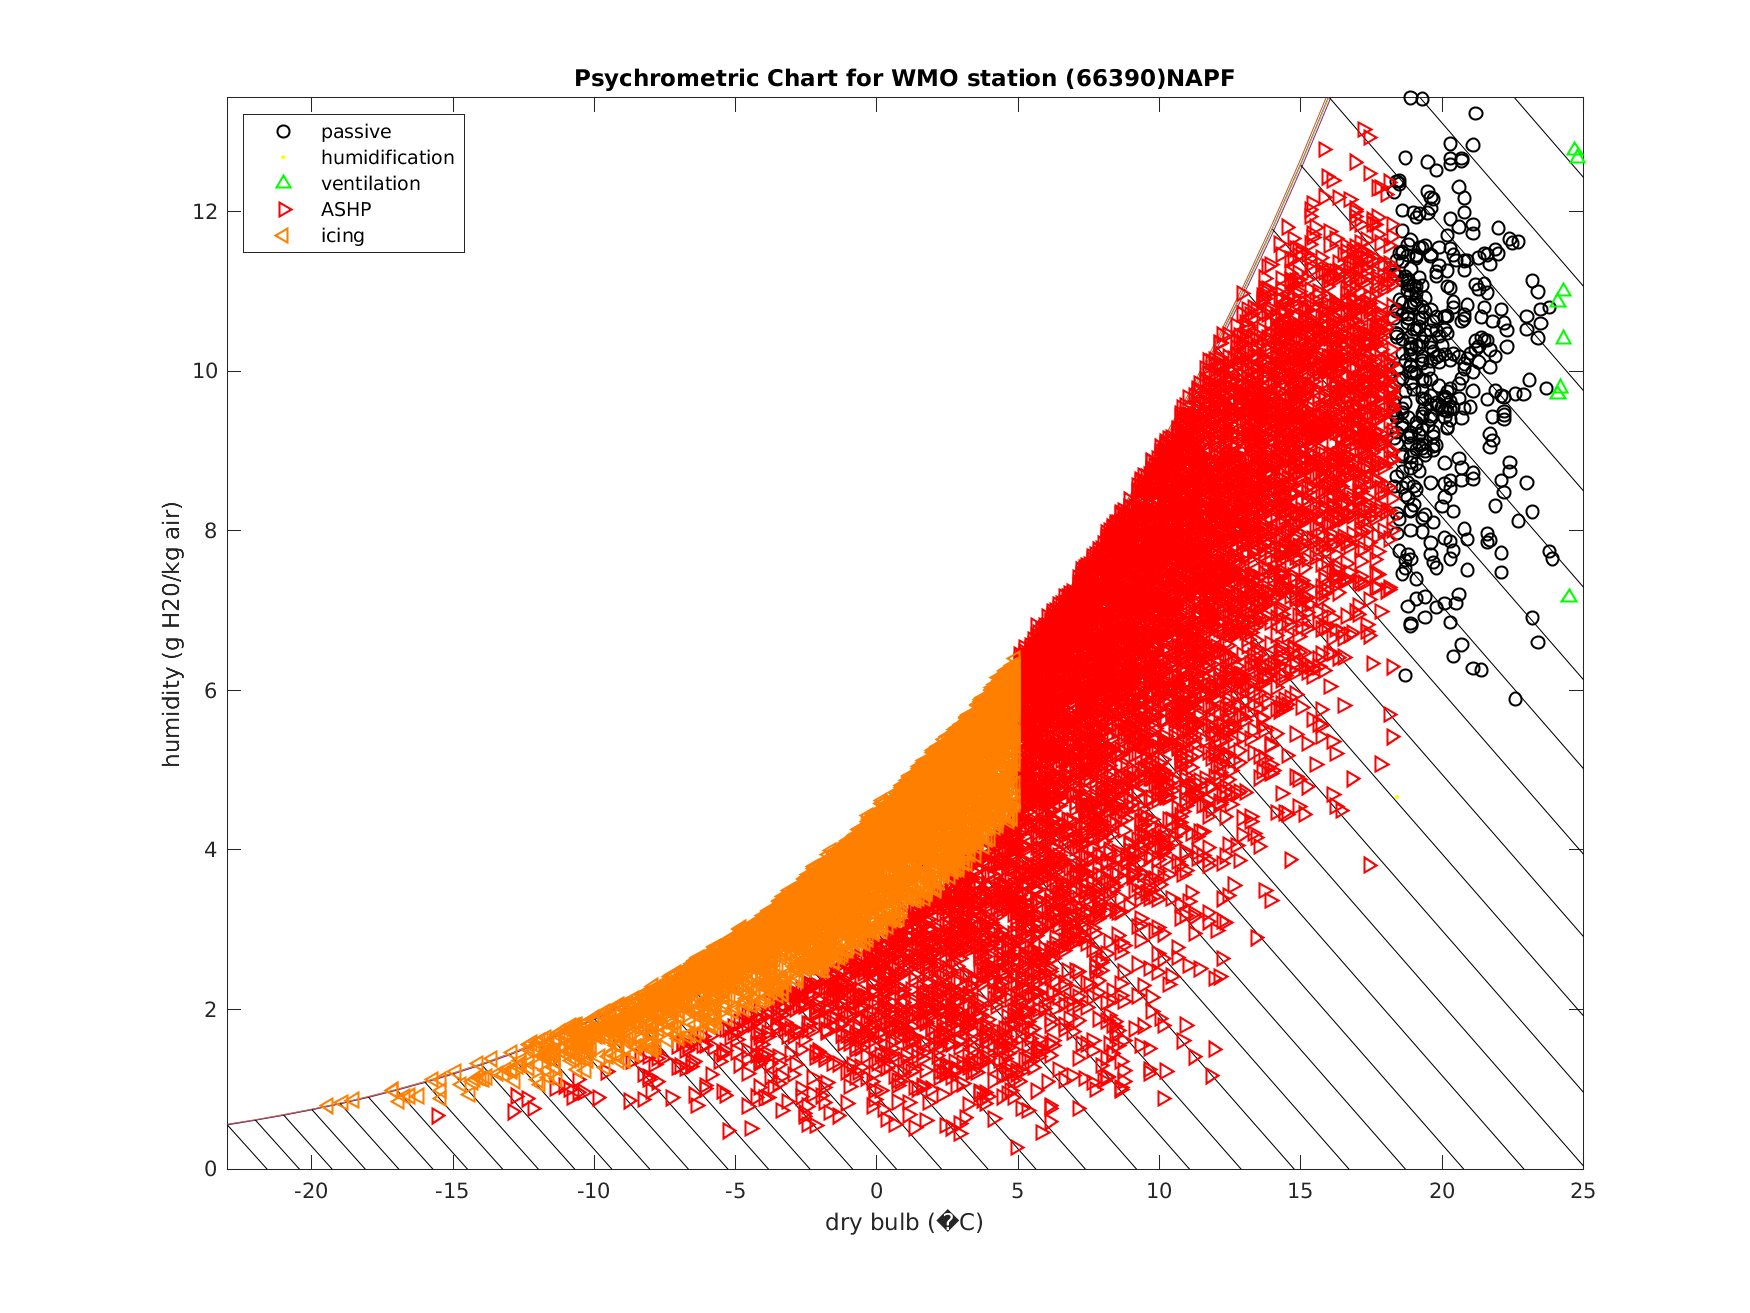 Psychrometric Chart for WMO station (66390)NAPF
passive
humidification
ventilation
ASHP
icing
humidity (g H20/kg air)
12
10
8
6
4
2
0
-20 -15 -10 -5 0 5 10 15 20 25
dry bulb (�C)